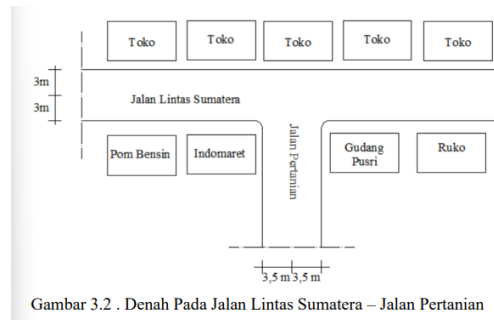 Toko
Toko
Toko
Toko
Toko
3m
3m
Jalan Lintas Sumatera
Jalan Pertanian
Pom Bensin
Indomaret
Gudang
Pusri
Ruko
3,5 m 3,5 m
Gambar 3.2 . Denah Pada Jalan Lintas Sumatera – Jalan Pertanian